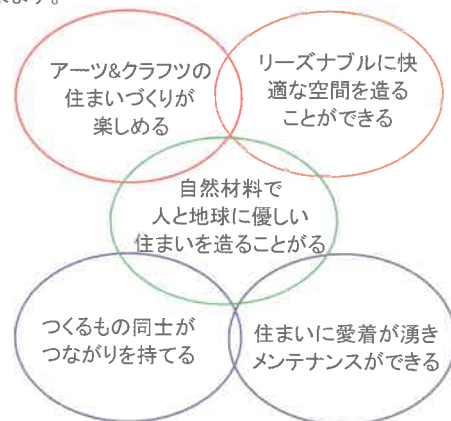 ます。
アーツ&クラフツの
住まいづくりが
楽しめる
リーズナブルに快
適な空間を造る
ことができる
自然材料で
人と地球に優しい
住まいを造ることがる
つくるもの同士が
つながりを持てる
住まいに愛着が湧き
メンテナンスができる